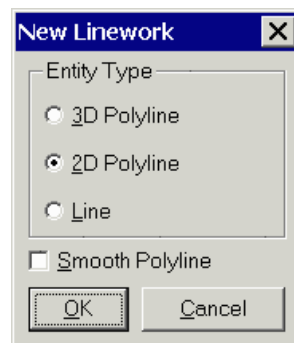 New Linework
Entity Type
3D Polyline
2D Polyline
Line
Smooth Polyline
OK Cancel